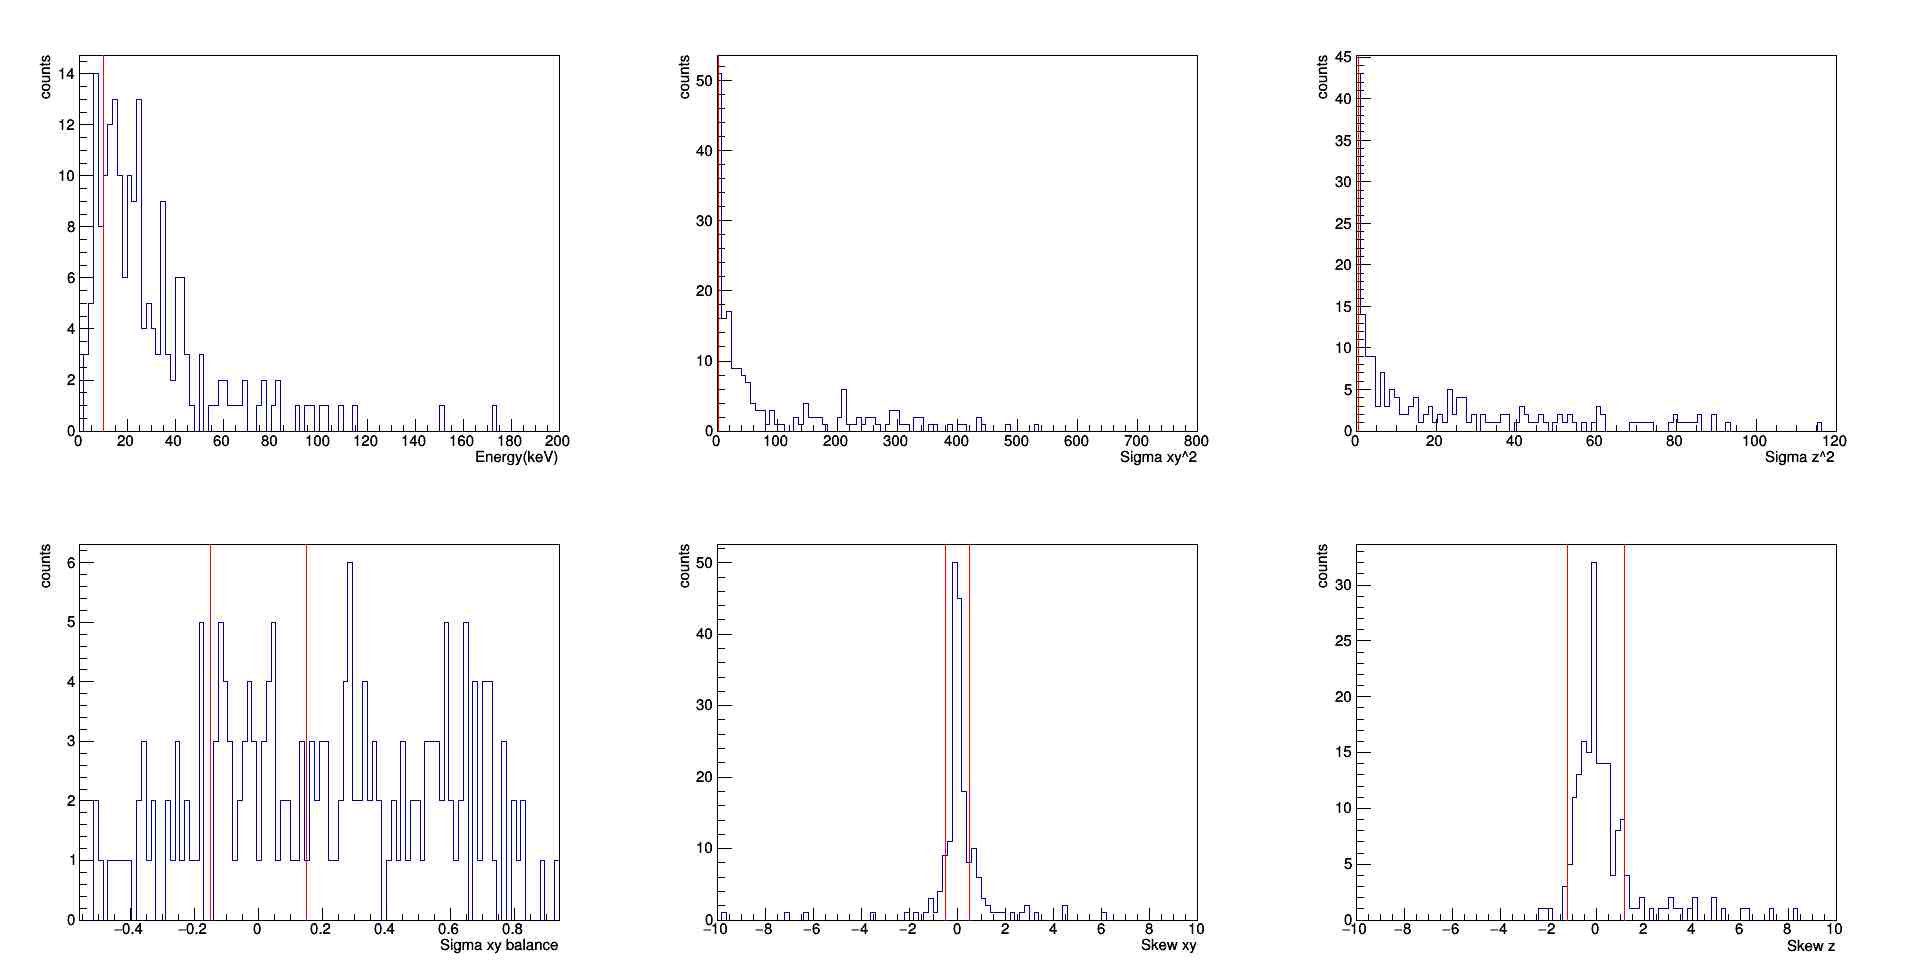 counts
14
12
10
8
6
4
2
0
0 20 40 60 80 100 120 140 160 180 200
Energy(keV)
counts
50
40
30
20
10
0
0 100 200 300 400 500 600 700 800
Sigma xy^2
counts
45
40
35
30
25
20
15
10
5
0
0 20 40 60 80 100 120
Sigma z^2
counts
6
5
4
3
2
1
0
−0.4 −0.2 0 0.2 0.4 0.6 0.8
Sigma xy balance
counts
50
40
30
20
10
0
−10 −8 −6 −4 −2 0 2 4 6 8 10
Skew xy
counts
30
25
20
15
10
5
0
−10 −8 −6 −4 −2 0 2 4 6 8 10
Skew z